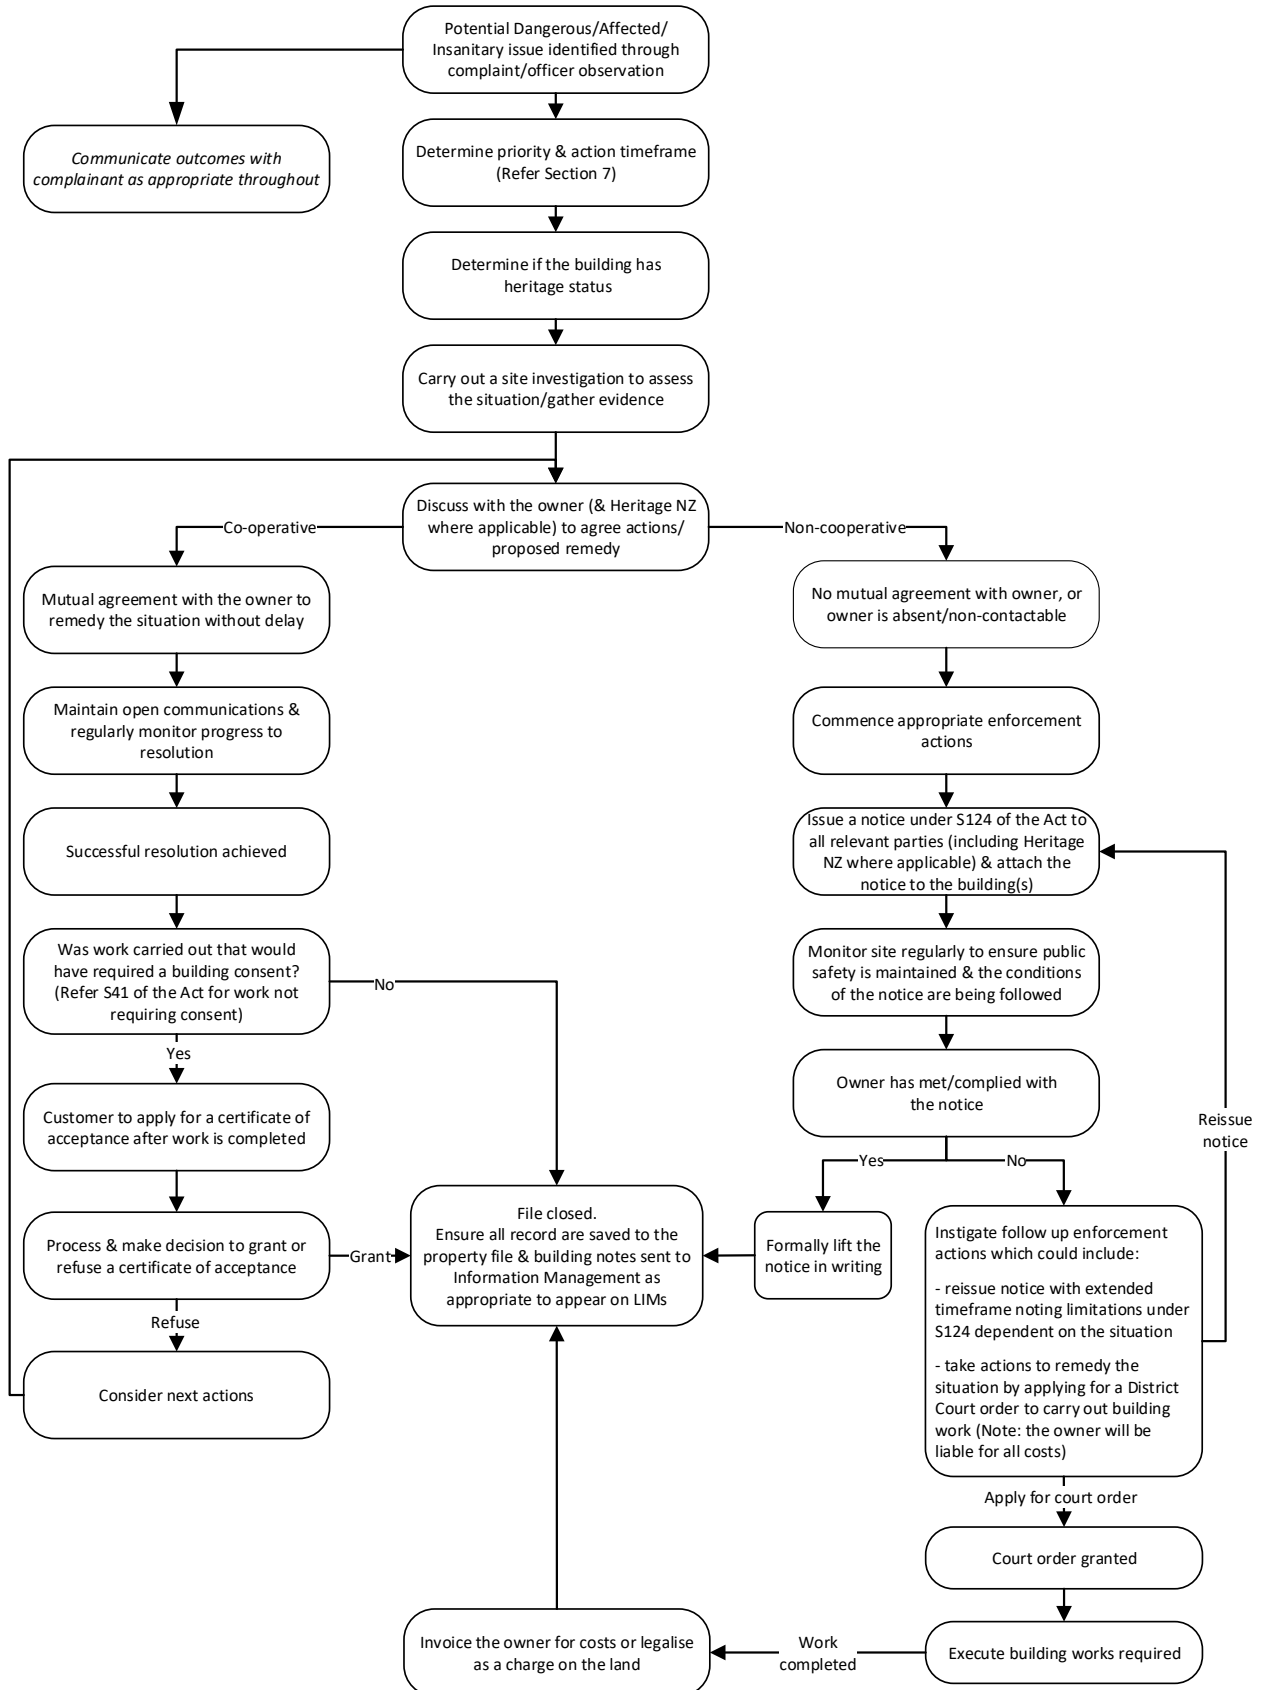 Potential Dangerous/Affected/
Insanitary issue identified through
complaint/officer observation
Communicate outcomes with
complainant as appropriate throughout
Determine priority & action timeframe
(Refer Section 7)
Determine if the building has
heritage status
Carry out a site investigation to assess
the situation/gather evidence
Discuss with the owner (& Heritage NZ
where applicable) to agree actions/
proposed remedy
Co-operative
Non-cooperative
Mutual agreement with the owner to
remedy the situation without delay
Maintain open communications &
regularly monitor progress to
resolution
Successful resolution achieved
Was work carried out that would
have required a building consent?
(Refer S41 of the Act for work not
requiring consent)
No
Yes
Customer to apply for a certificate of
acceptance after work is completed
Process & make decision to grant or
refuse a certificate of acceptance
Grant
Refuse
Consider next actions
No mutual agreement with owner, or
owner is absent/non-contactable
Commence appropriate enforcement
actions
Issue a notice under S124 of the Act to
all relevant parties (including Heritage
NZ where applicable) & attach the
notice to the building(s)
Monitor site regularly to ensure public
safety is maintained & the conditions
of the notice are being followed
Owner has met/complied with
the notice
Reissue
notice
Yes
No
File closed.
Ensure all record are saved to the
property file & building notes sent to
Information Management as
appropriate to appear on LIMs
Formally lift the
notice in writing
Instigate follow up enforcement
actions which could include:
- reissue notice with extended
timeframe noting limitations under
S124 dependent on the situation
- take actions to remedy the
situation by applying for a District
Court order to carry out building
work (Note: the owner will be
liable for all costs)
Apply for court order
Court order granted
Execute building works required
Work
completed
Invoice the owner for costs or legalise
as a charge on the land